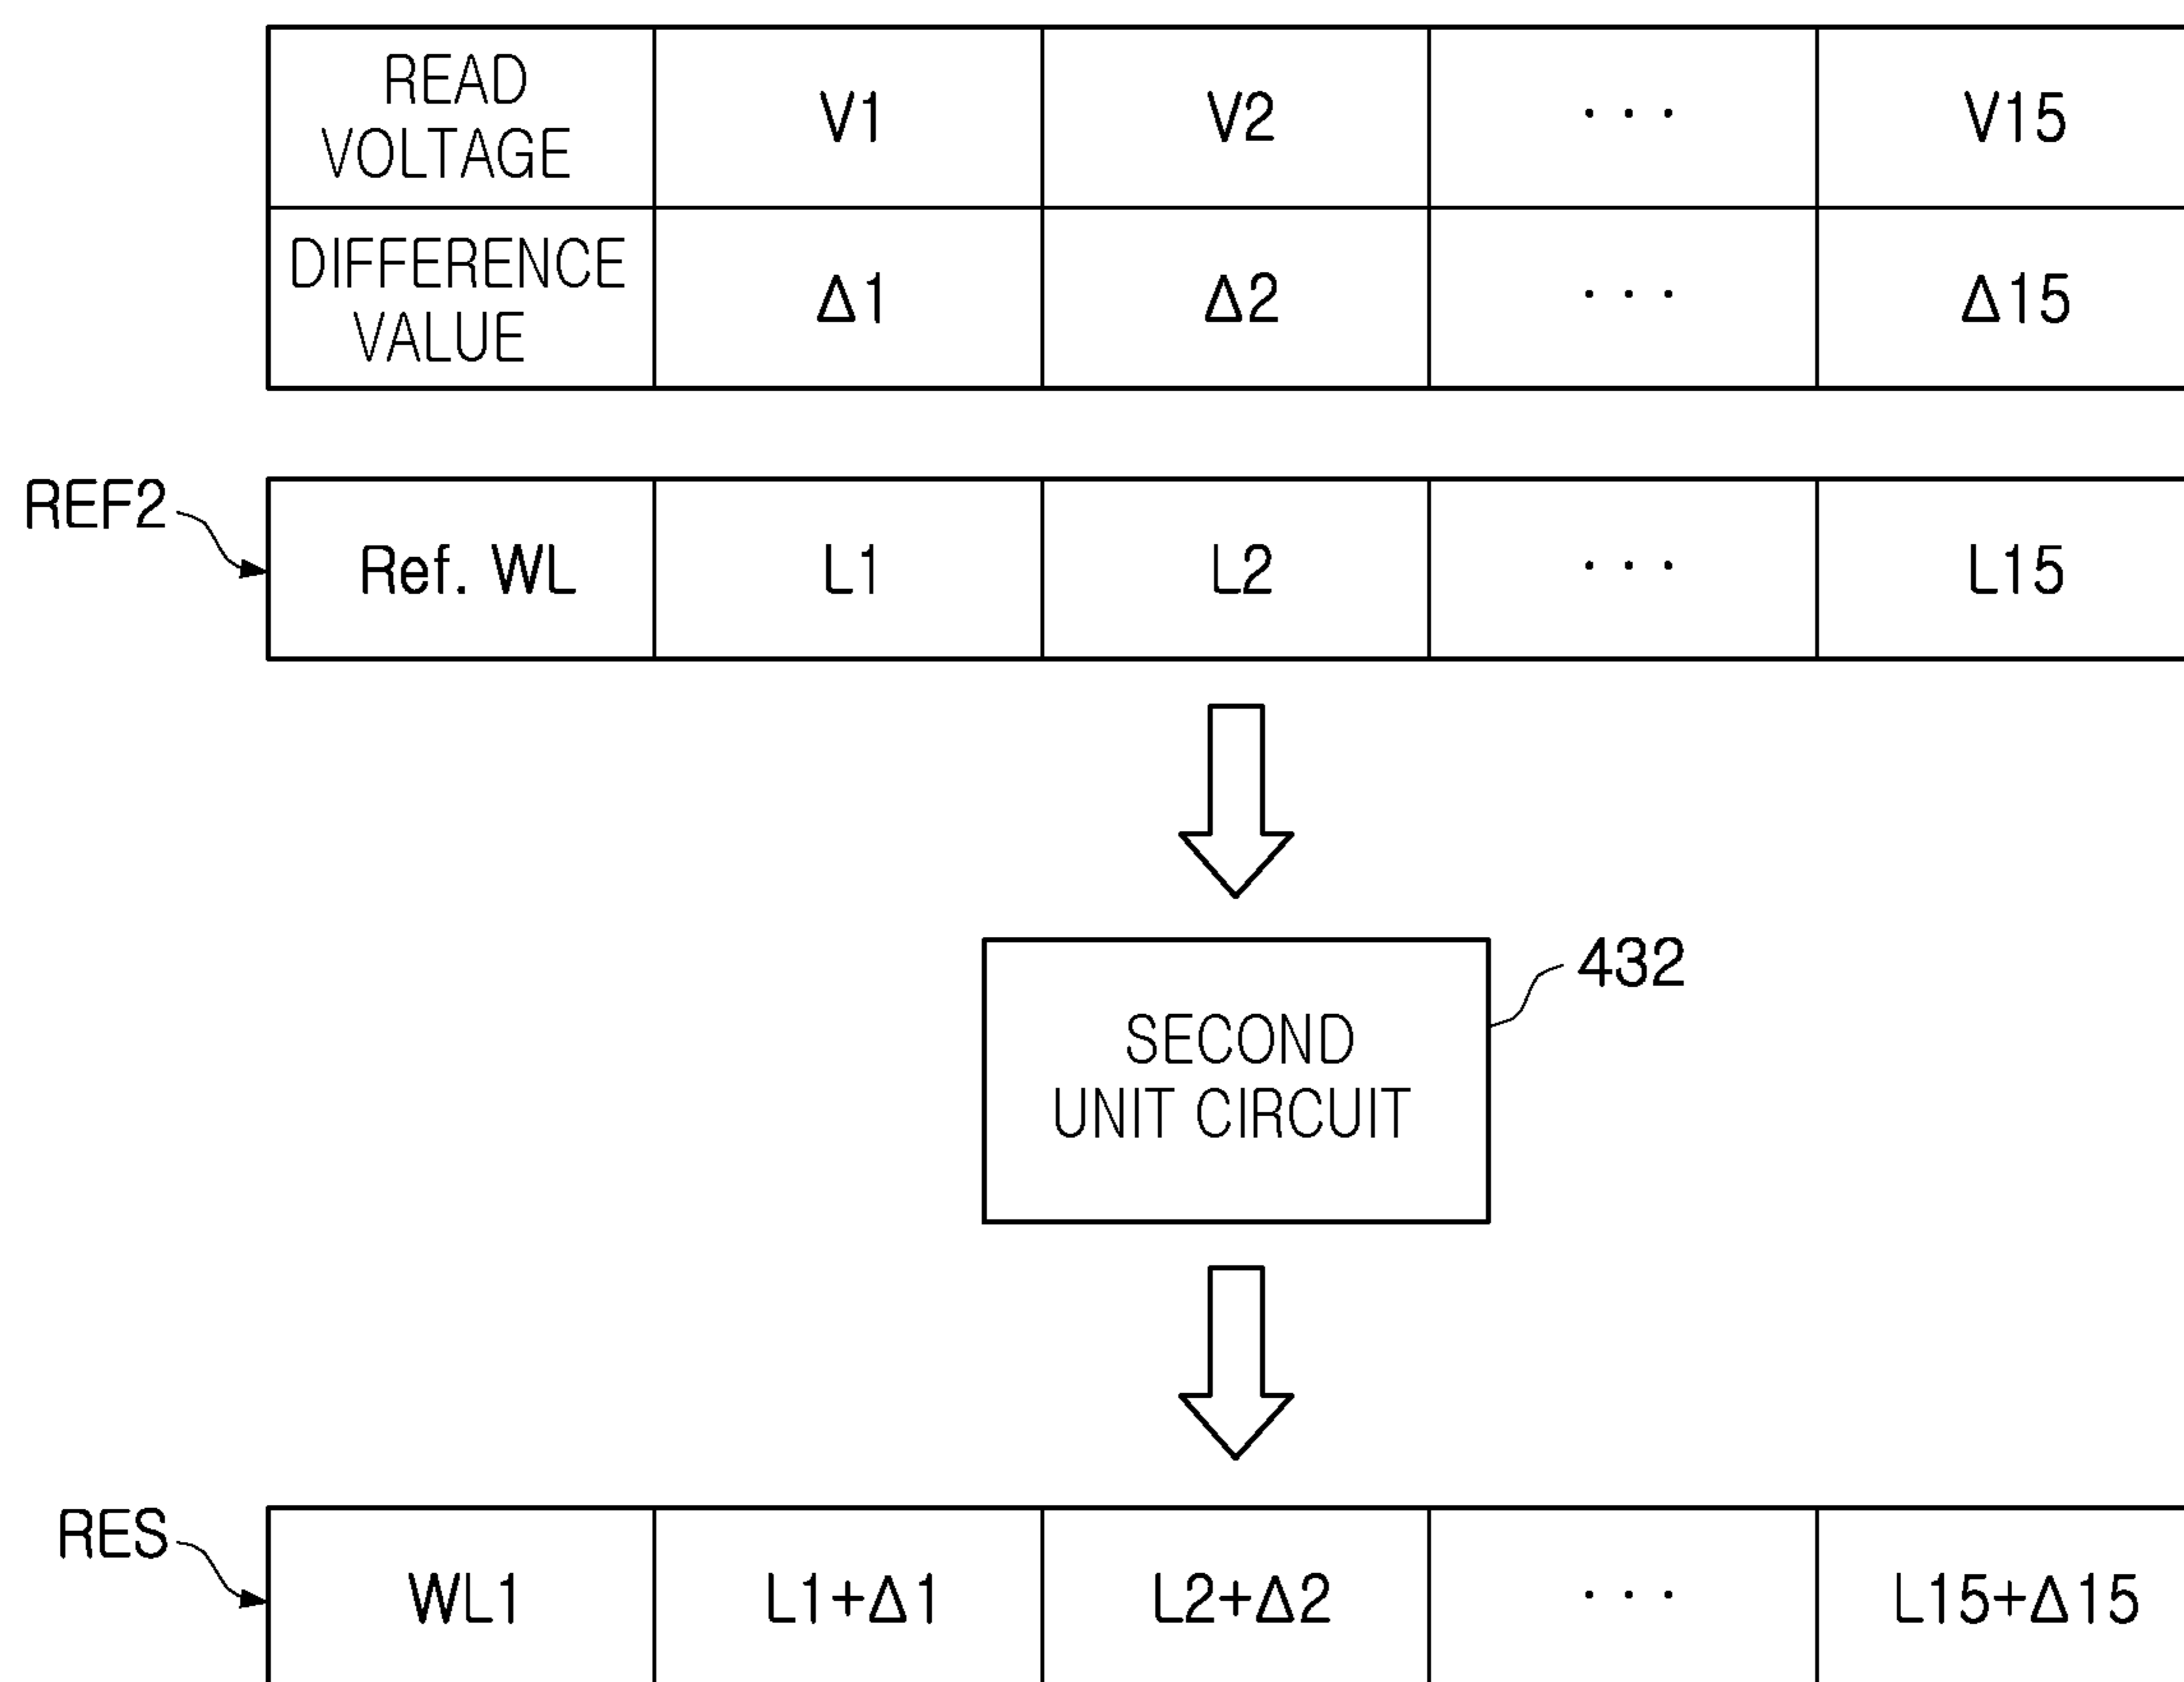 READ
VOLTAGE
V1
V2
...
V15
DIFFERENCE
VALUE
Δ1
Δ2
...
Δ15
REF2
Ref. WL
L1
L2
...
L15
432
SECOND
UNIT CIRCUIT
RES
WL1
L1+Δ1
L2+Δ2
...
L15+Δ15